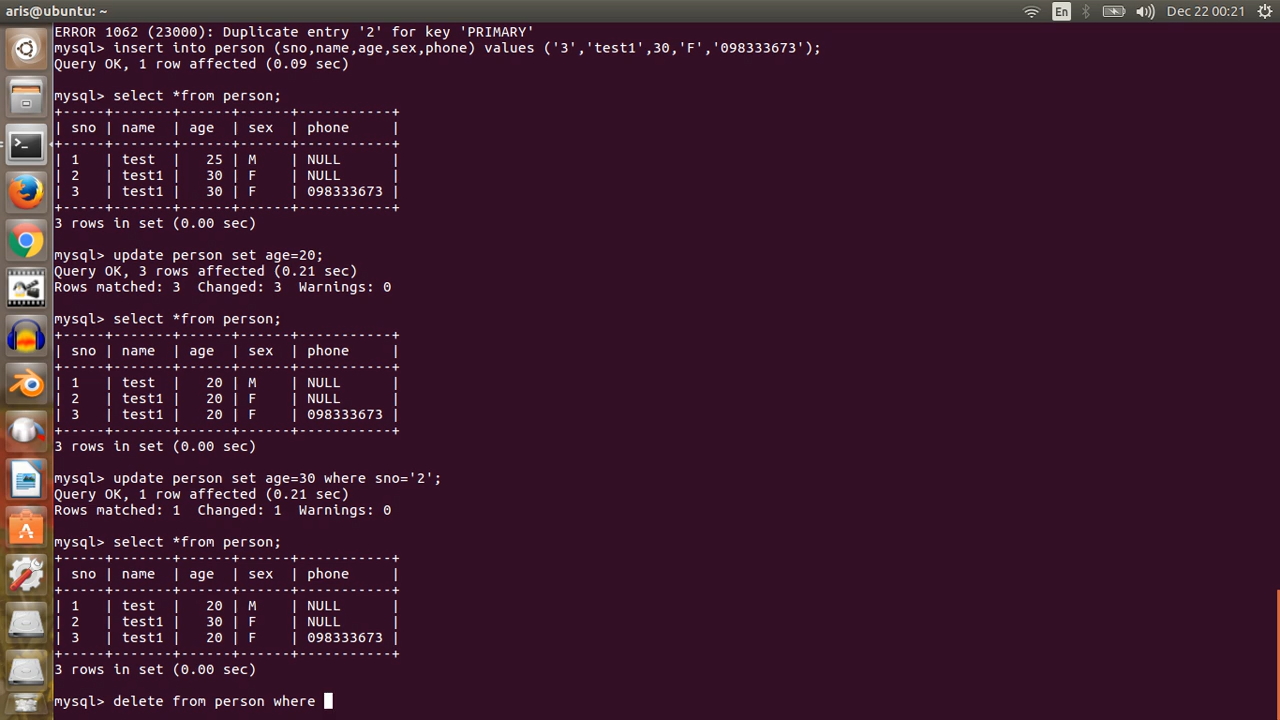 aris@ubuntu: ~
En
Dec 22 00:21
ERROR 1062 (23000): Duplicate entry '2' for key 'PRIMARY'
mysql> insert into person (sno,name,age,sex,phone) values ('3','test1',30,'F','098333673');
Query OK, 1 row affected (0.09 sec)
mysql> select *from person;
+-----+-------+------+------+-----------+
| sno | name  | age  | sex  | phone     |
+-----+-------+------+------+-----------+
| 1   | test  |   25 | M    | NULL      |
| 2   | test1 |   30 | F    | NULL      |
| 3   | test1 |   30 | F    | 098333673 |
+-----+-------+------+------+-----------+
3 rows in set (0.00 sec)
mysql> update person set age=20;
Query OK, 3 rows affected (0.21 sec)
Rows matched: 3  Changed: 3  Warnings: 0
mysql> select *from person;
+-----+-------+------+------+-----------+
| sno | name  | age  | sex  | phone     |
+-----+-------+------+------+-----------+
| 1   | test  |   20 | M    | NULL      |
| 2   | test1 |   20 | F    | NULL      |
| 3   | test1 |   20 | F    | 098333673 |
+-----+-------+------+------+-----------+
3 rows in set (0.00 sec)
mysql> update person set age=30 where sno='2';
Query OK, 1 row affected (0.21 sec)
Rows matched: 1  Changed: 1  Warnings: 0
mysql> select *from person;
+-----+-------+------+------+-----------+
| sno | name  | age  | sex  | phone     |
+-----+-------+------+------+-----------+
| 1   | test  |   20 | M    | NULL      |
| 2   | test1 |   30 | F    | NULL      |
| 3   | test1 |   20 | F    | 098333673 |
+-----+-------+------+------+-----------+
3 rows in set (0.00 sec)
mysql> delete from person where